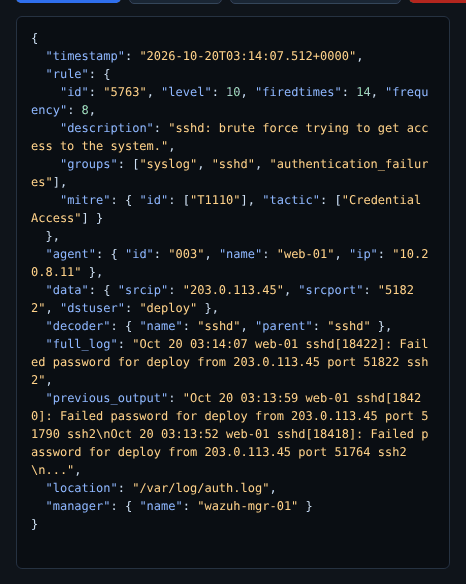 {
  "timestamp": "2026-10-20T03:14:07.512+0000",
  "rule": {
    "id": "5763", "level": 10, "firedtimes": 14, "frequ
ency": 8,
    "description": "sshd: brute force trying to get acc
ess to the system.",
    "groups": ["syslog", "sshd", "authentication_failur
es"],
    "mitre": { "id": ["T1110"], "tactic": ["Credential
Access"] }
  },
  "agent": { "id": "003", "name": "web-01", "ip": "10.2
0.8.11" },
  "data": { "srcip": "203.0.113.45", "srcport": "5182
2", "dstuser": "deploy" },
  "decoder": { "name": "sshd", "parent": "sshd" },
  "full_log": "Oct 20 03:14:07 web-01 sshd[18422]: Fail
ed password for deploy from 203.0.113.45 port 51822 ssh
2",
  "previous_output": "Oct 20 03:13:59 web-01 sshd[1842
0]: Failed password for deploy from 203.0.113.45 port 5
1790 ssh2\nOct 20 03:13:52 web-01 sshd[18418]: Failed p
assword for deploy from 203.0.113.45 port 51764 ssh2
\n...",
  "location": "/var/log/auth.log",
  "manager": { "name": "wazuh-mgr-01" }
}